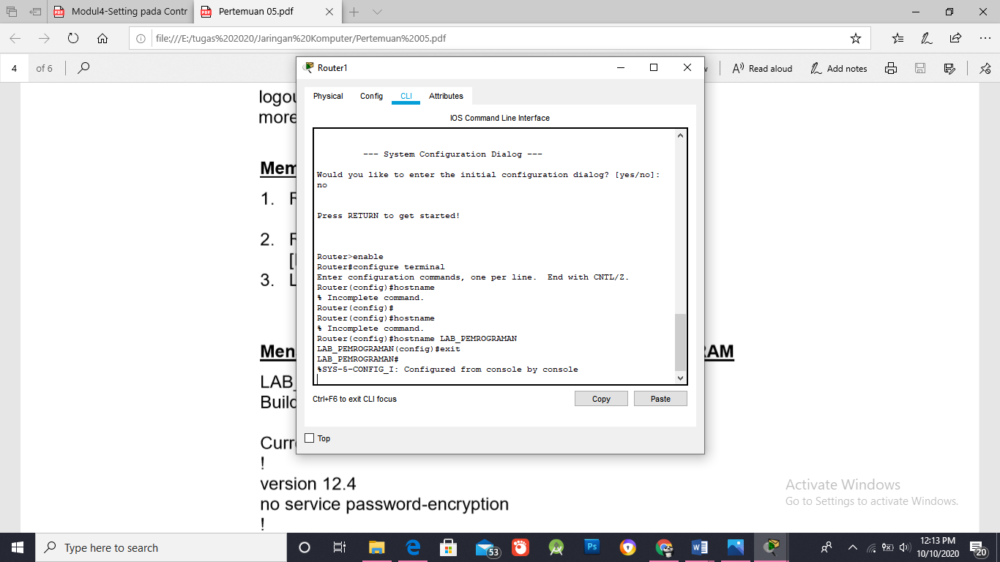 Modul4-Setting pada Contr
Pertemuan 05.pdf
file:///E:/tugas%202020/Jaringan%20Komputer/Pertemuan%2005.pdf
4 of 6
Read aloud
Add notes
Router1
Physical Config CLI Attributes
IOS Command Line Interface
--- System Configuration Dialog ---
Would you like to enter the initial configuration dialog? [yes/no]:
no
Press RETURN to get started!
Router>enable
Router#configure terminal
Enter configuration commands, one per line.  End with CNTL/Z.
Router(config)#hostname
% Incomplete command.
Router(config)#
Router(config)#hostname
% Incomplete command.
Router(config)#hostname LAB_PEMROGRAMAN
LAB_PEMROGRAMAN(config)#exit
LAB_PEMROGRAMAN#
%SYS-5-CONFIG_I: Configured from console by console
Ctrl+F6 to exit CLI focus
Copy Paste
Top
1.
2.
3.
LAB_
!
version 12.4
no service password-encryption
!
Activate Windows
Go to Settings to activate Windows.
Type here to search
53
Ps
12:13 PM
10/10/2020
20